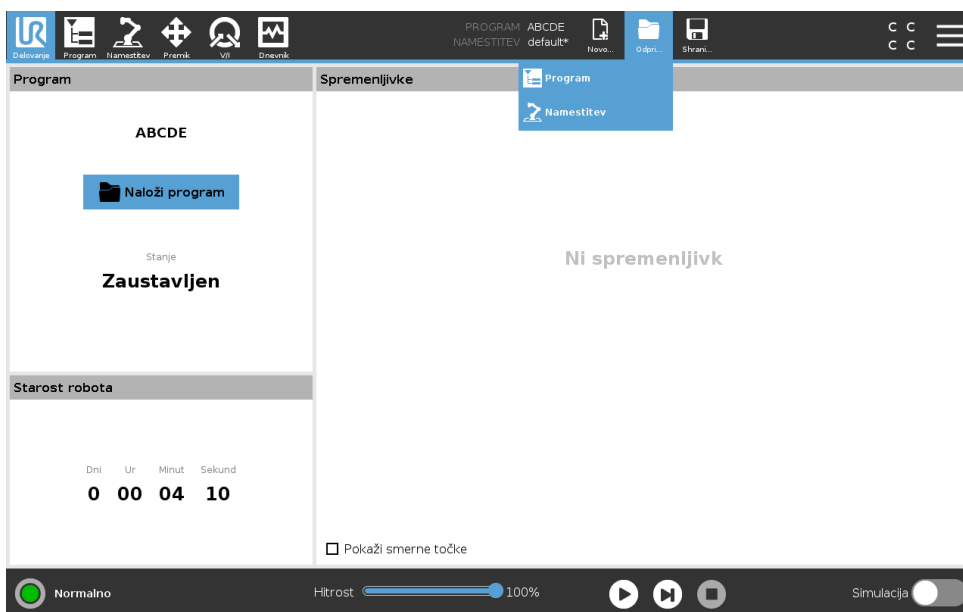 PROGRAM ABCDE
NAMESTITEV default*
Delovanje Program Namestitev Premik V/I Dnevnik Novo... Odpri... Shrani...
C C
C C
Program
Namestitev
Program
ABCDE
Naloži program
Stanje
Zaustavljen
Starost robota
Dni Ur Minut Sekund
0 00 04 10
Spremenljivke
Ni spremenljivk
Pokaži smerne točke
Normalno
Hitrost 100%
Simulacija